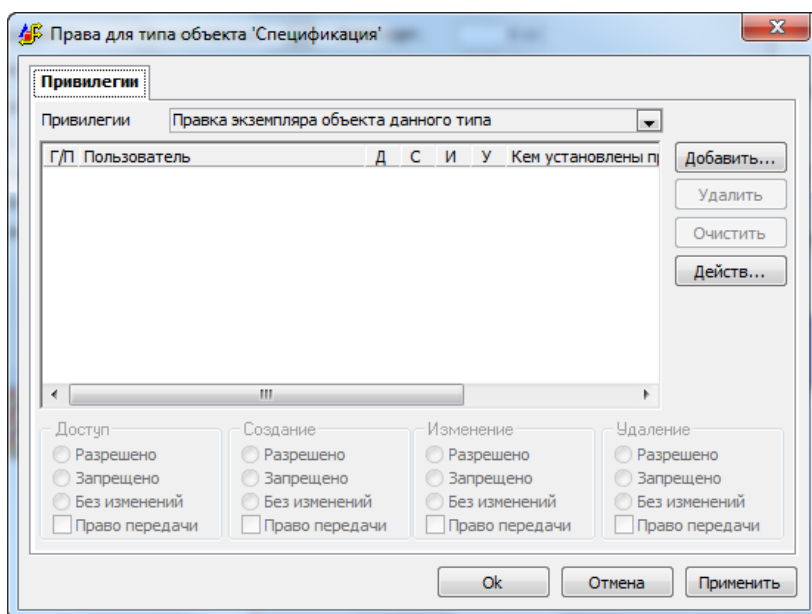 Права для типа объекта 'Спецификация'
Привилегии
Привилегии Правка экземпляра объекта данного типа
Г/П Пользователь Д С И У Кем установлены п
Добавить...
Удалить
Очистить
Действ...
Доступ Создание Изменение Удаление
Разрешено Разрешено Разрешено Разрешено
Запрещено Запрещено Запрещено Запрещено
Без изменений Без изменений Без изменений Без изменений
Право передачи Право передачи Право передачи Право передачи
Ok Отмена Применить